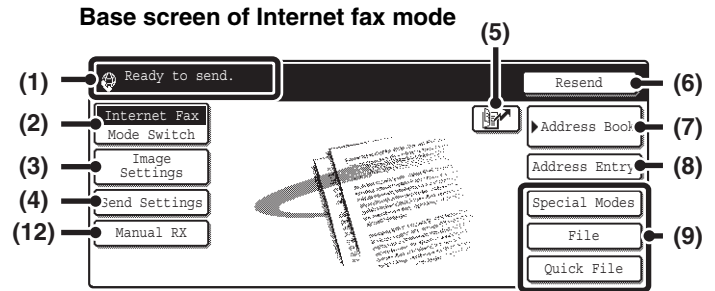 Base screen of Internet fax mode
(5)
(1) Ready to send. Resend (6)
(2) Internet Fax Mode Switch
Address Book (7)
(3) Image Settings
Address Entry (8)
(4) Send Settings
Special Modes
(12) Manual RX
File (9)
Quick File